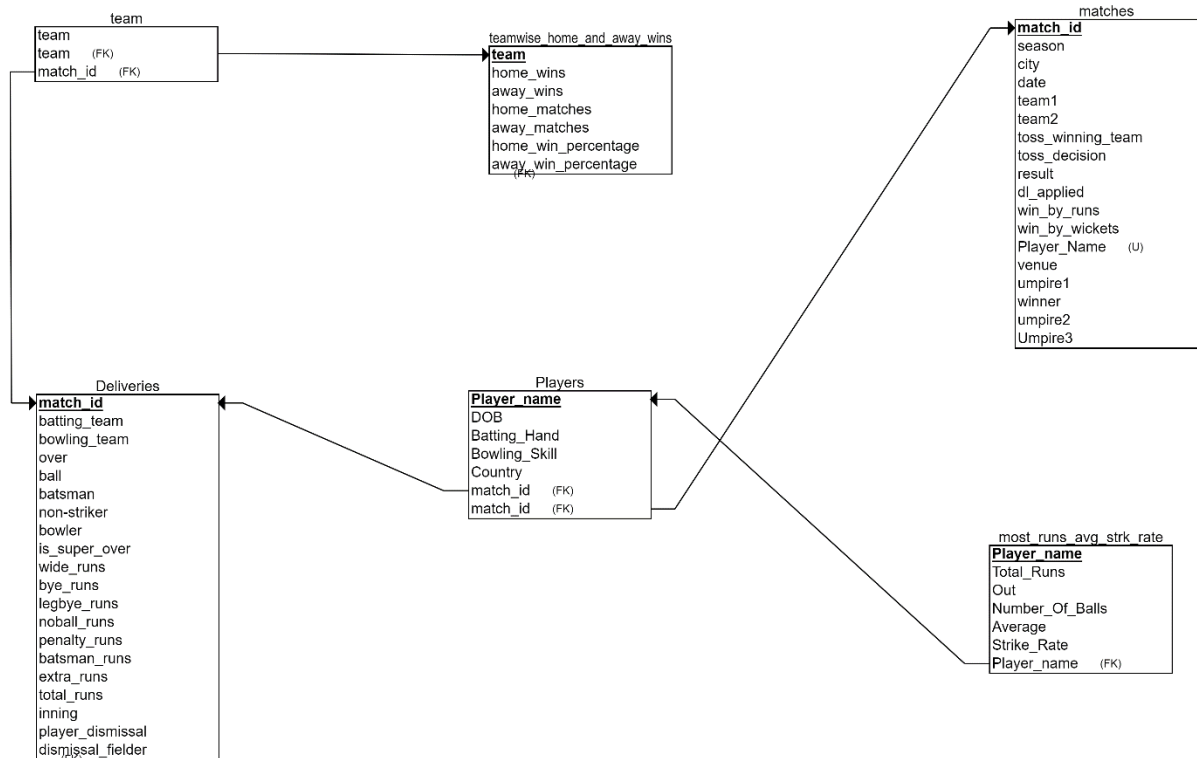 team
team
team (FK)
match_id (FK)
teamwise_home_and_away_wins
team
home_wins
away_wins
home_matches
away_matches
home_win_percentage
away_win_percentage
(FK)
matches
match_id
season
city
date
team1
team2
toss_winning_team
toss_decision
result
dl_applied
win_by_runs
win_by_wickets
Player_Name (U)
venue
umpire1
winner
umpire2
Umpire3
Deliveries
match_id
batting_team
bowling_team
over
ball
batsman
non-striker
bowler
is_super_over
wide_runs
bye_runs
legbye_runs
noball_runs
penalty_runs
batsman_runs
extra_runs
total_runs
inning
player_dismissal
dismissal_fielder
Players
Player_name
DOB
Batting_Hand
Bowling_Skill
Country
match_id (FK)
match_id (FK)
most_runs_avg_strk_rate
Player_name
Total_Runs
Out
Number_Of_Balls
Average
Strike_Rate
Player_name (FK)